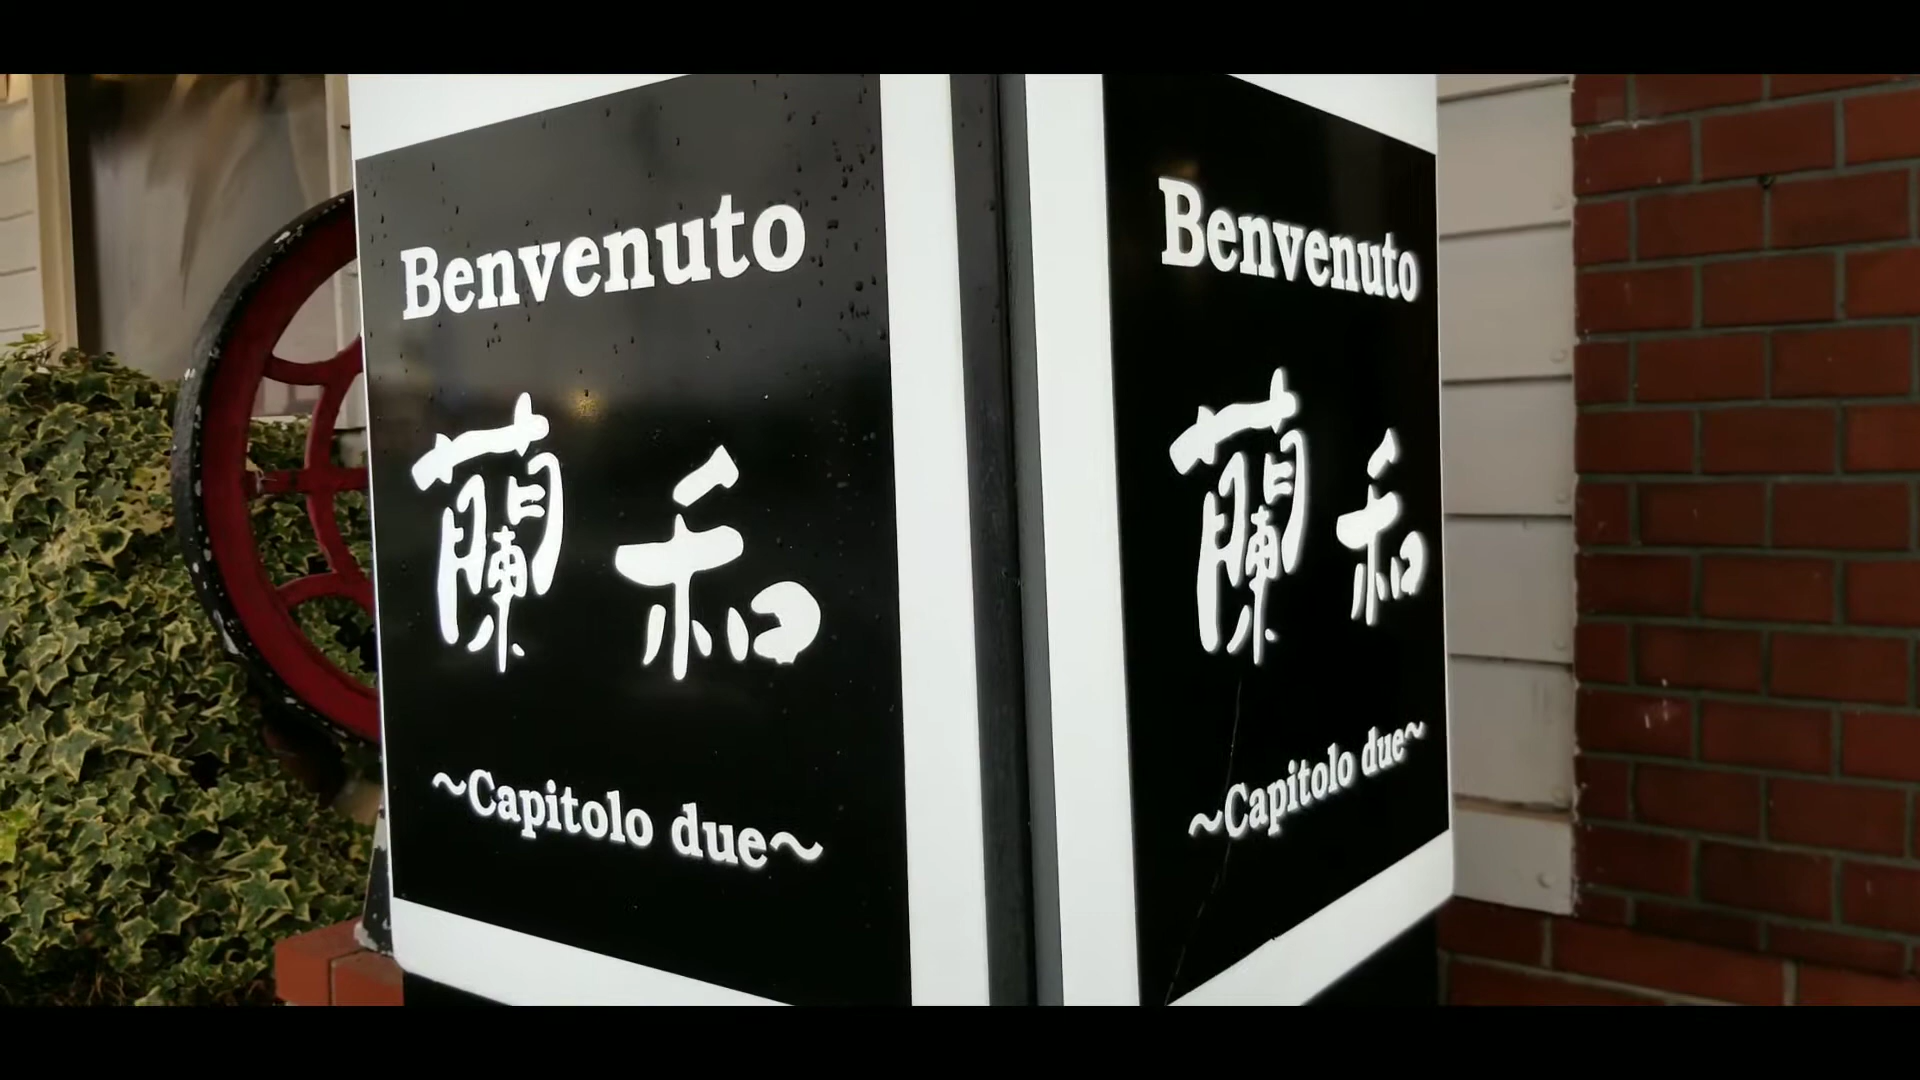 Benvenuto
蘭和
~Capitolo due~
Benvenuto
蘭和
~Capitolo due~